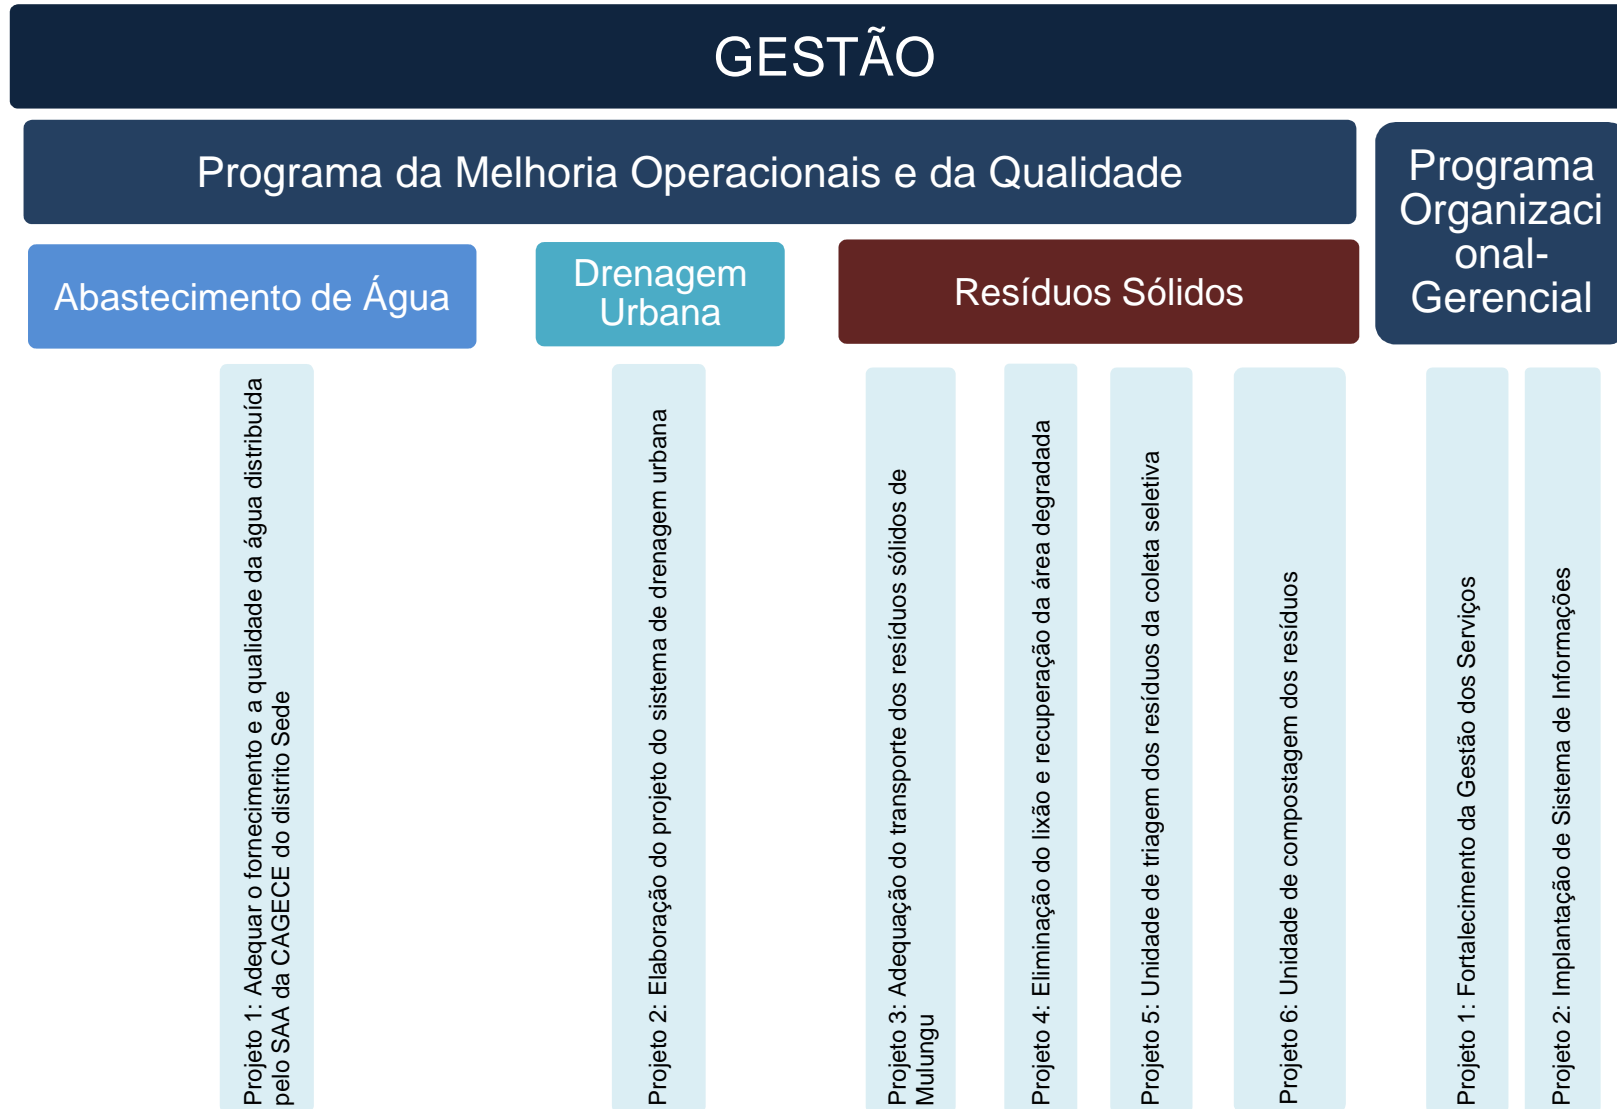 GESTÃO
Programa da Melhoria Operacionais e da Qualidade
Programa
Organizaci
onal-
Gerencial
Abastecimento de Água
Drenagem
Urbana
Resíduos Sólidos
Projeto 1: Adequar o fornecimento e a qualidade da água distribuída
pelo SAA da CAGECE do distrito Sede
Projeto 2: Elaboração do projeto do sistema de drenagem urbana
Projeto 3: Adequação do transporte dos resíduos sólidos de
Mulungu
Projeto 4: Eliminação do lixão e recuperação da área degradada
Projeto 5: Unidade de triagem dos resíduos da coleta seletiva
Projeto 6: Unidade de compostagem dos resíduos
Projeto 1: Fortalecimento da Gestão dos Serviços
Projeto 2: Implantação de Sistema de Informações